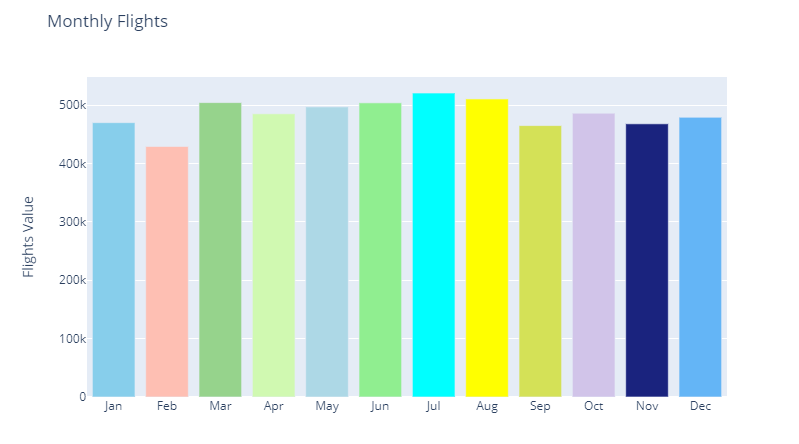 Monthly Flights
Flights Value
500k
400k
300k
200k
100k
0
Jan Feb Mar Apr May Jun Jul Aug Sep Oct Nov Dec